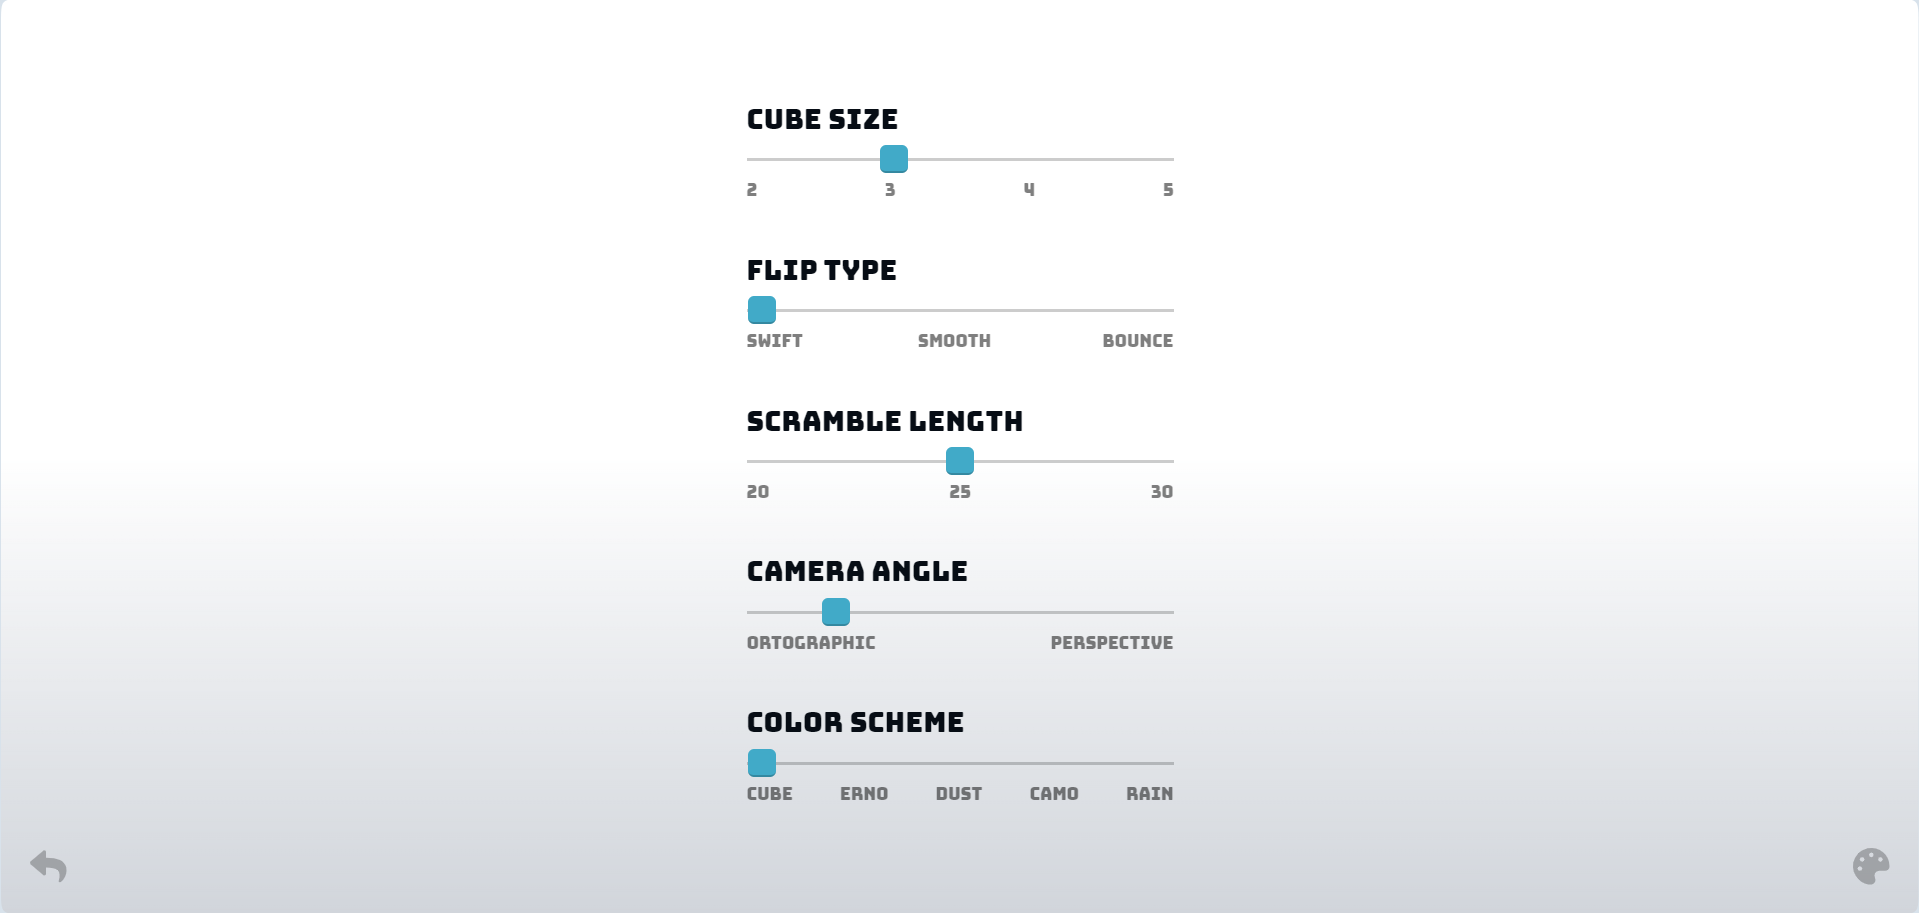 CUBE SIZE
2 3 4 5
FLIP TYPE
SWIFT SMOOTH BOUNCE
SCRAMBLE LENGTH
20 25 30
CAMERA ANGLE
ORTOGRAPHIC PERSPECTIVE
COLOR SCHEME
CUBE ERNO DUST CAMO RAIN